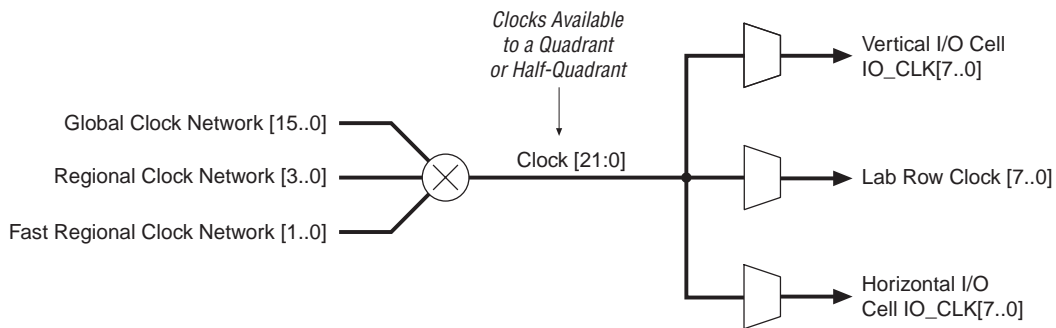 Clocks Available
to a Quadrant
or Half-Quadrant
Vertical I/O Cell
IO_CLK[7..0]
Global Clock Network [15..0]
Clock [21:0]
Regional Clock Network [3..0]
Lab Row Clock [7..0]
Fast Regional Clock Network [1..0]
Horizontal I/O
Cell IO_CLK[7..0]